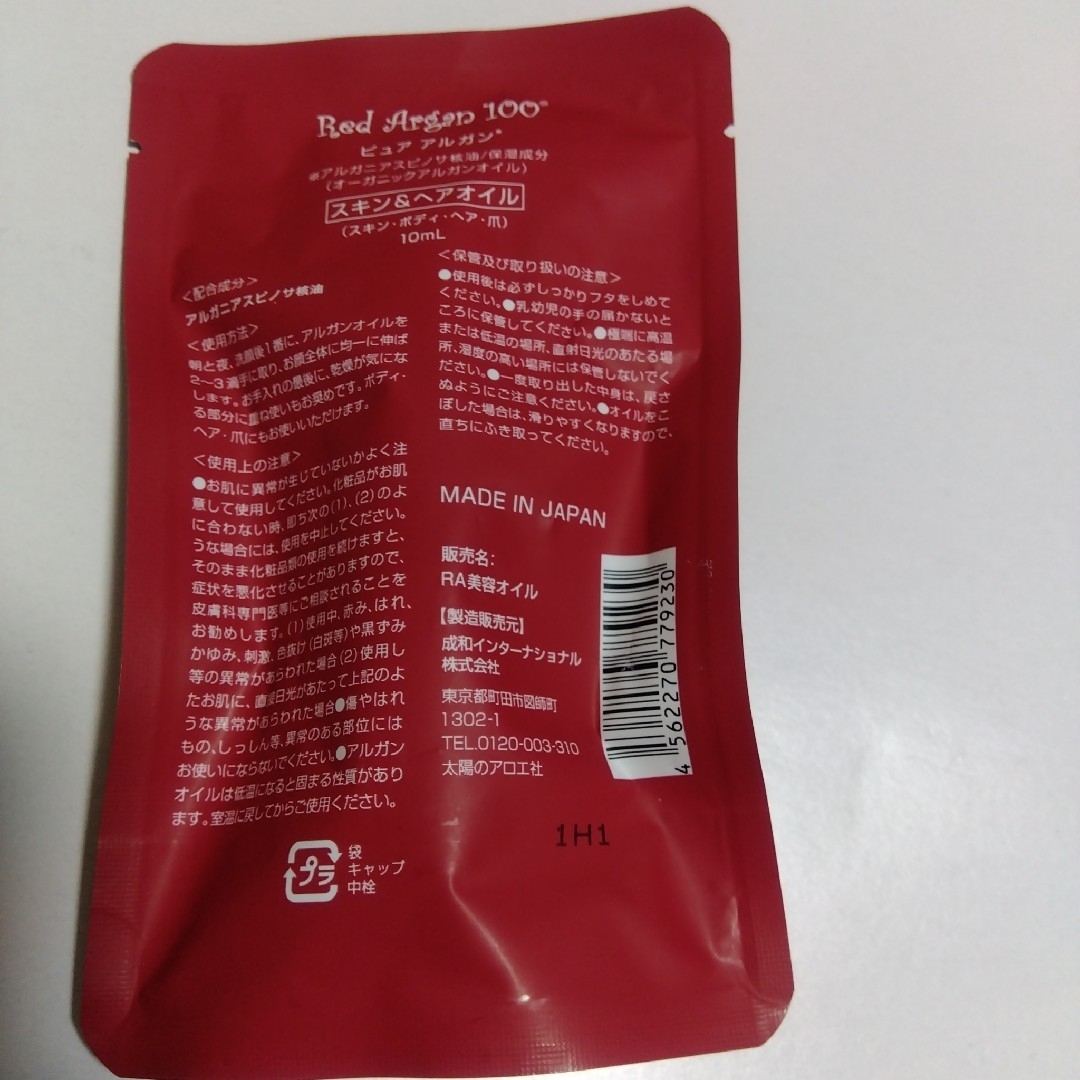 Red Argan 100®
ピュア アルガン*
※アルガニアスピノサ核油/保湿成分
(オーガニックアルガンオイル)
スキン&ヘアオイル
(スキン・ボディ・ヘア・爪)
10mL
<配合成分>
アルガニアスピノサ核油
<使用方法>
朝と夜、洗顔後1番に、アルガンオイルを
2〜3滴手に取り、お顔全体に均一に伸ば
します。お手入れの最後に、乾燥が気にな
る部分に重ね使いもお奨めです。ボディ・
ヘア・爪にもお使いいただけます。
<使用上の注意>
●お肌に異常が生じていないかよく注
意して使用してください。化粧品がお肌
に合わない時、即ち次の(1)、(2)のよ
うな場合には、使用を中止してください。
そのまま化粧品類の使用を続けますと、
症状を悪化させることがありますので、
皮膚科専門医等にご相談されることを
お勧めします。(1)使用中、赤み、はれ、
かゆみ、刺激、色抜け(白斑等)や黒ずみ
等の異常があらわれた場合(2)使用し
たお肌に、直接日光があたって上記のよ
うな異常があらわれた場合●傷やはれ
もの、しっしん等、異常のある部位には
お使いにならないでください。●アルガン
オイルは低温になると固まる性質があり
ます。室温に戻してからご使用ください。
袋
キャップ
中栓
プラ
<保管及び取り扱いの注意>
●使用後は必ずしっかりフタをしめて
ください。●乳幼児の手の届かないと
ころに保管してください。●極端に高温
または低温の場所、直射日光のあたる場
所、湿度の高い場所には保管しないでく
ださい。●一度取り出した中身は、戻さ
ぬようにご注意ください。●オイルをこ
ぼした場合は、滑りやすくなりますので、
直ちにふき取ってください。
MADE IN JAPAN
販売名:
RA美容オイル
【製造販売元】
成和インターナショナル
株式会社
東京都町田市図師町
1302-1
TEL.0120-003-310
太陽のアロエ社
4 562270 779230
1H1